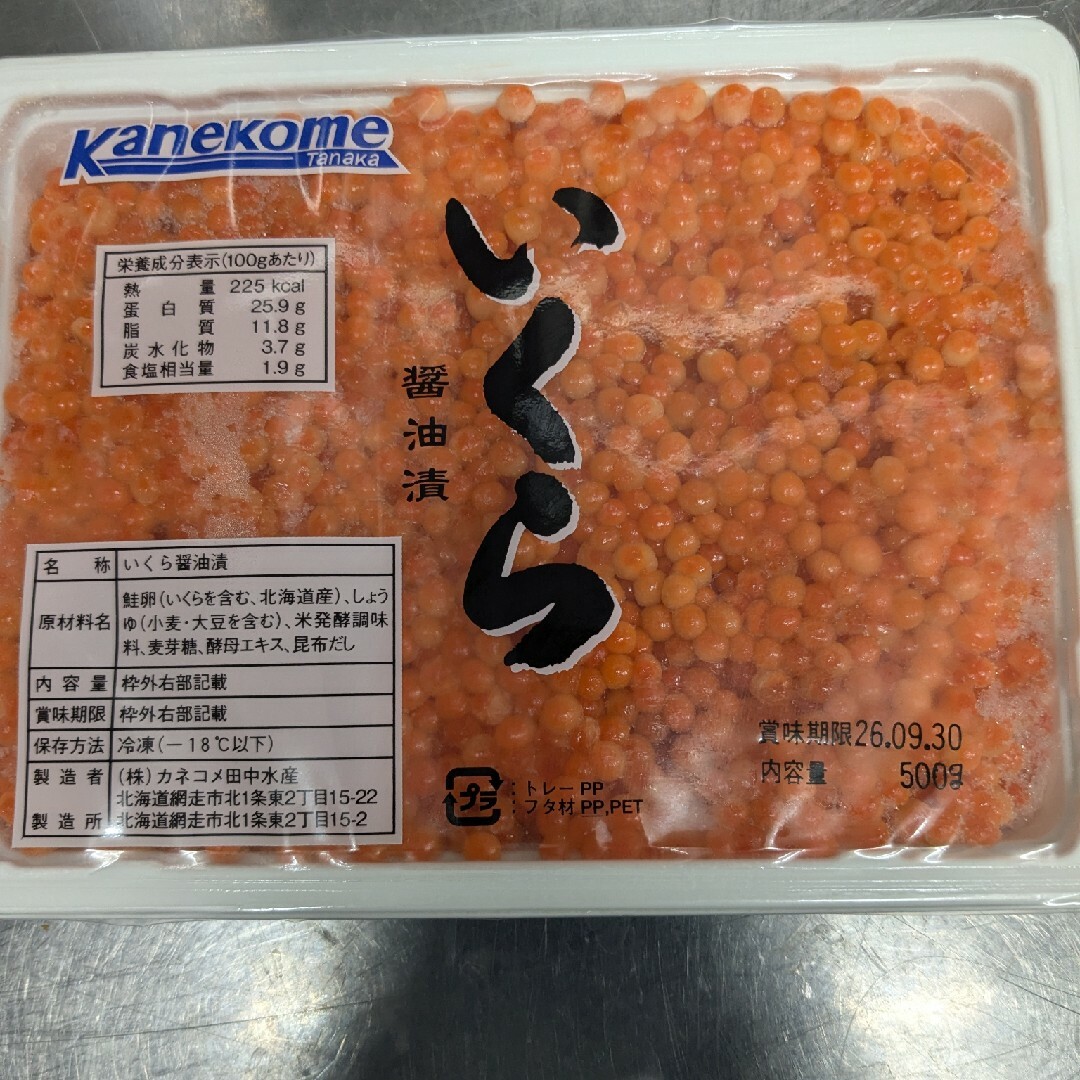 Kanekome
Tanaka
栄養成分表示(100gあたり)
熱量 225 kcal
蛋白質 25.9 g
脂質 11.8 g
炭水化物 3.7 g
食塩相当量 1.9 g
いくら
醤油漬
名称 いくら醤油漬
原材料名 鮭卵(いくらを含む、北海道産)、しょう
ゆ(小麦・大豆を含む)、米発酵調味
料、麦芽糖、酵母エキス、昆布だし
内容量 枠外右部記載
賞味期限 枠外右部記載
保存方法 冷凍(－18℃以下)
製造者 (株)カネコメ田中水産
北海道網走市北1条東2丁目15-22
製造所 北海道網走市北1条東2丁目15-2
プラ
:トレーPP
:フタ材PP,PET
賞味期限26.09.30
内容量 500g